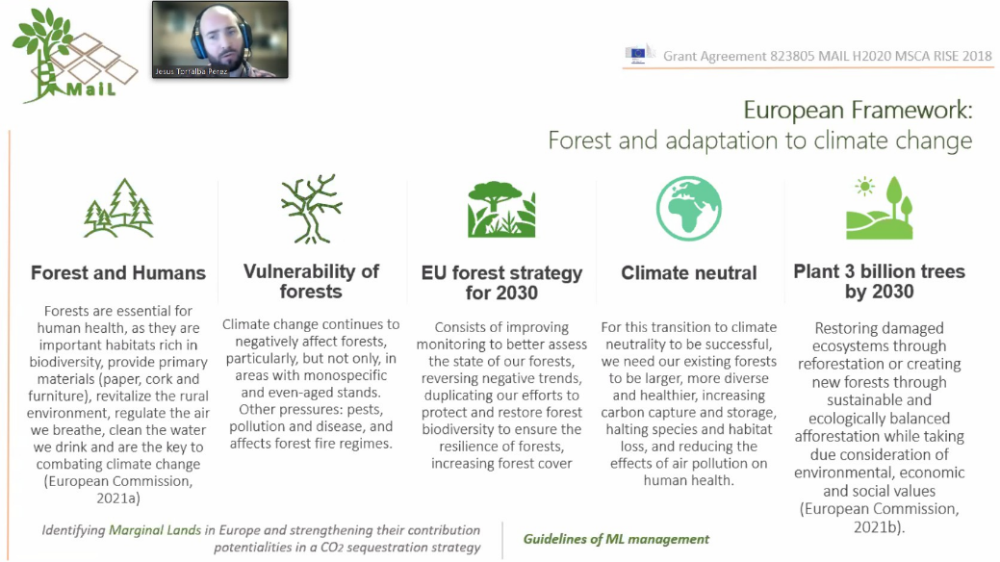 MaiL
Jesus Torralba Perez
Grant Agreement 823805 MAIL H2020 MSCA RISE 2018
European Framework:
Forest and adaptation to climate change
Forest and Humans
Forests are essential for
human health, as they are
important habitats rich in
biodiversity, provide primary
materials (paper, cork and
furniture), revitalize the rural
environment, regulate the air
we breathe, clean the water
we drink and are the key to
combating climate change
(European Commission,
2021a)
Vulnerability of
forests
Climate change continues to
negatively affect forests,
particularly, but not only, in
areas with monospecific
and even-aged stands.
Other pressures: pests,
pollution and disease, and
affects forest fire regimes.
EU forest strategy
for 2030
Consists of improving
monitoring to better assess
the state of our forests,
reversing negative trends,
duplicating our efforts to
protect and restore forest
biodiversity to ensure the
resilience of forests,
increasing forest cover
Climate neutral
For this transition to climate
neutrality to be successful,
we need our existing forests
to be larger, more diverse
and healthier, increasing
carbon capture and storage,
halting species and habitat
loss, and reducing the
effects of air pollution on
human health.
Plant 3 billion trees
by 2030
Restoring damaged
ecosystems through
reforestation or creating
new forests through
sustainable and
ecologically balanced
afforestation while taking
due consideration of
environmental, economic
and social values
(European Commission,
2021b).
Identifying Marginal Lands in Europe and strengthening their contribution
potentialities in a CO2 sequestration strategy
Guidelines of ML management